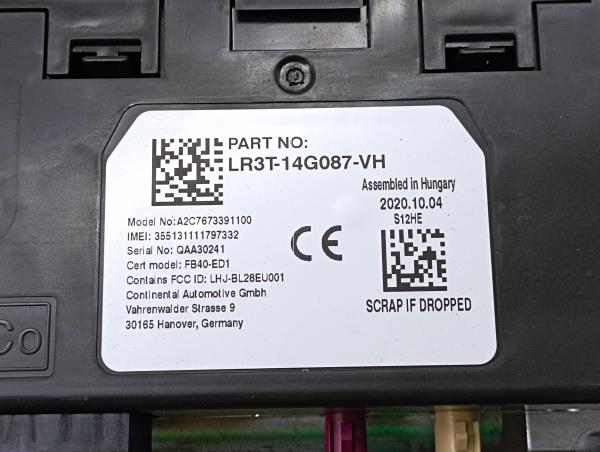 PART NO:
LR3T-14G087-VH
Assembled in Hungary
2020.10.04
S12HE
Model No:A2C7673391100
IMEI: 355131111797332
Serial No: QAA30241
Cert model: FB40-ED1
Contains FCC ID: LHJ-BL28EU001
Continental Automotive Gmbh
Vahrenwalder Strasse 9
30165 Hanover, Germany
CE
SCRAP IF DROPPED
Co